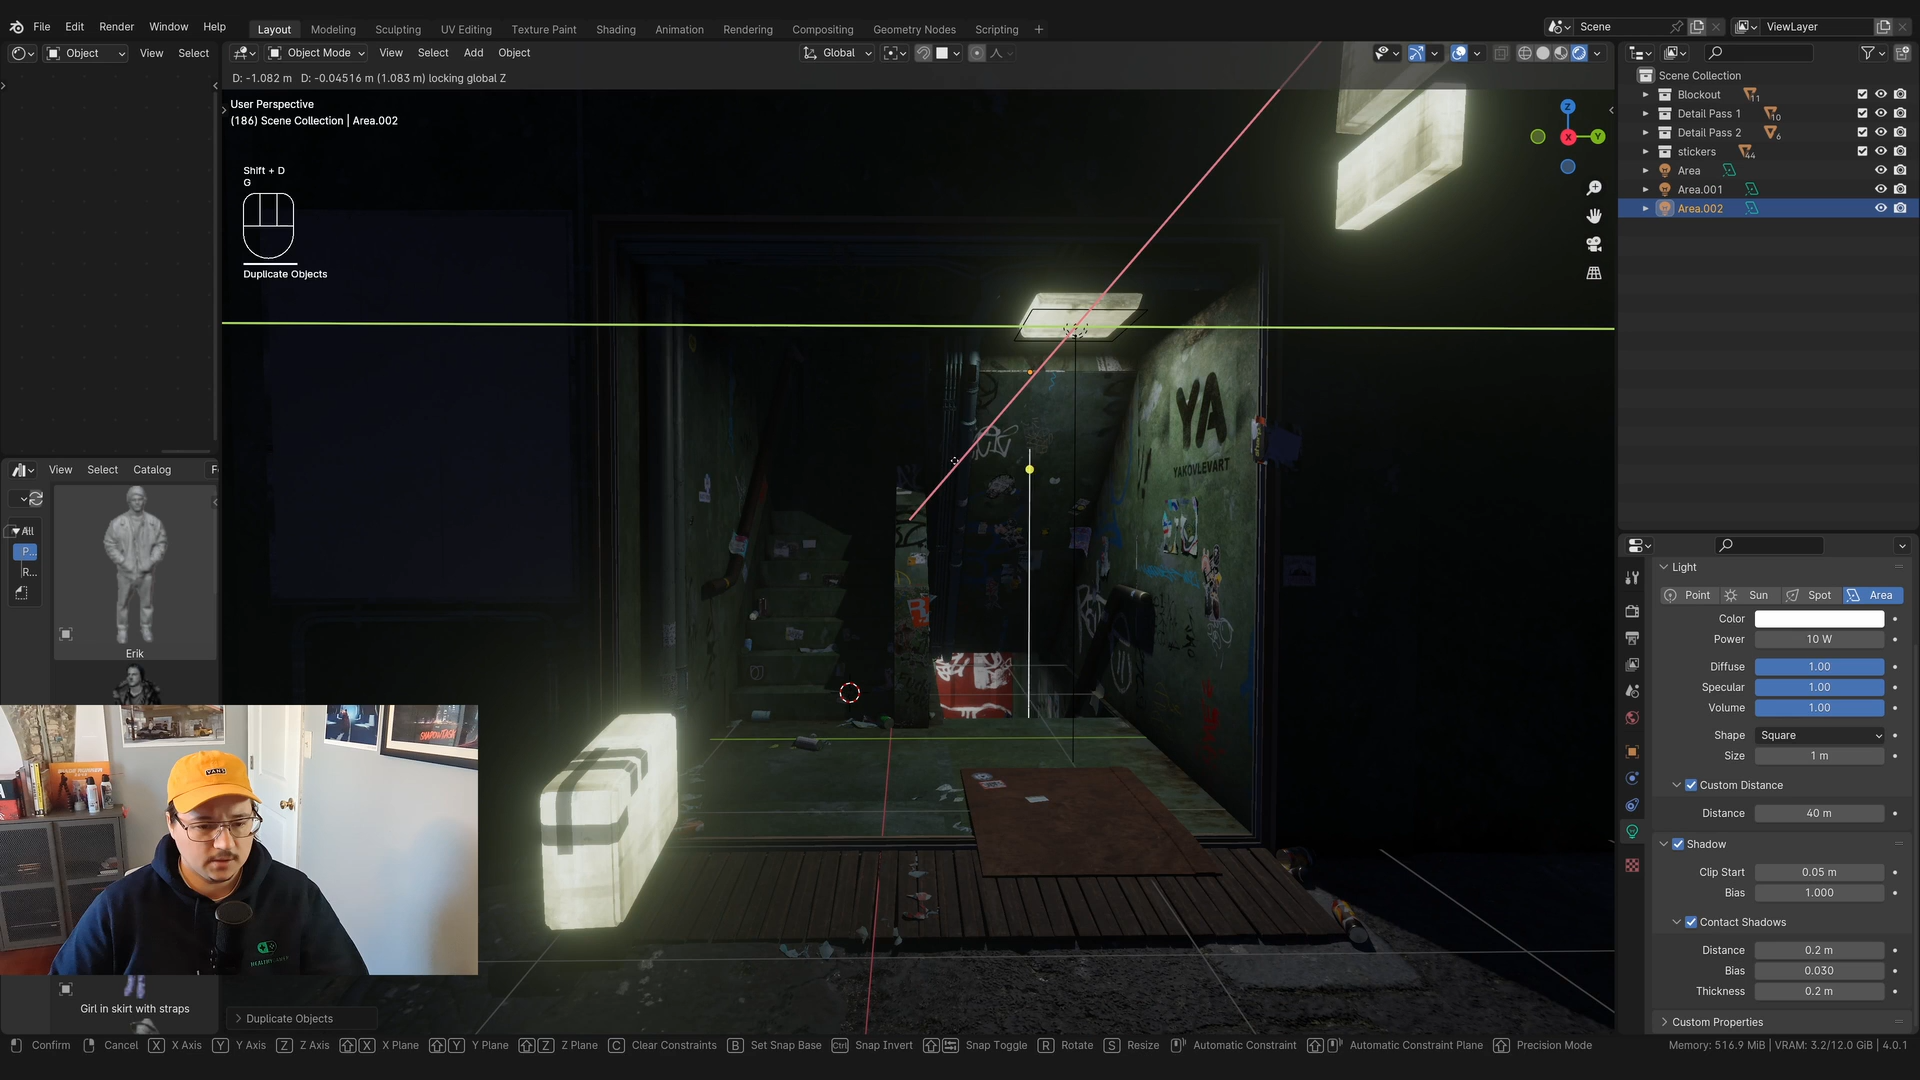 File Edit Render Window Help
Layout Modeling Sculpting UV Editing Texture Paint Shading Animation Rendering Compositing Geometry Nodes Scripting +
Scene
ViewLayer
Object View Select
Object Mode View Select Add Object
Global
D: -1.082 m D: -0.04516 m (1.083 m) locking global Z
User Perspective
(186) Scene Collection | Area.002
Shift + D
G
Duplicate Objects
Z
X
Y
YA
YAKOVLEVART
Scene Collection
Blockout 11
Detail Pass 1 10
Detail Pass 2 6
stickers 44
Area
Area.001
Area.002
View Select Catalog F
All
P...
R...
Erik
Girl in skirt with straps
VANS
Light
Point Sun Spot Area
Color
Power 10 W
Diffuse 1.00
Specular 1.00
Volume 1.00
Shape Square
Size 1 m
Custom Distance
Distance 40 m
Shadow
Clip Start 0.05 m
Bias 1.000
Contact Shadows
Distance 0.2 m
Bias 0.030
Thickness 0.2 m
Custom Properties
Duplicate Objects
Confirm Cancel X X Axis Y Y Axis Z Z Axis X X Plane Y Y Plane Z Z Plane C Clear Constraints B Set Snap Base Ctrl Snap Invert Snap Toggle R Rotate S Resize Automatic Constraint Automatic Constraint Plane Precision Mode
Memory: 516.9 MiB | VRAM: 3.2/12.0 GiB | 4.0.1